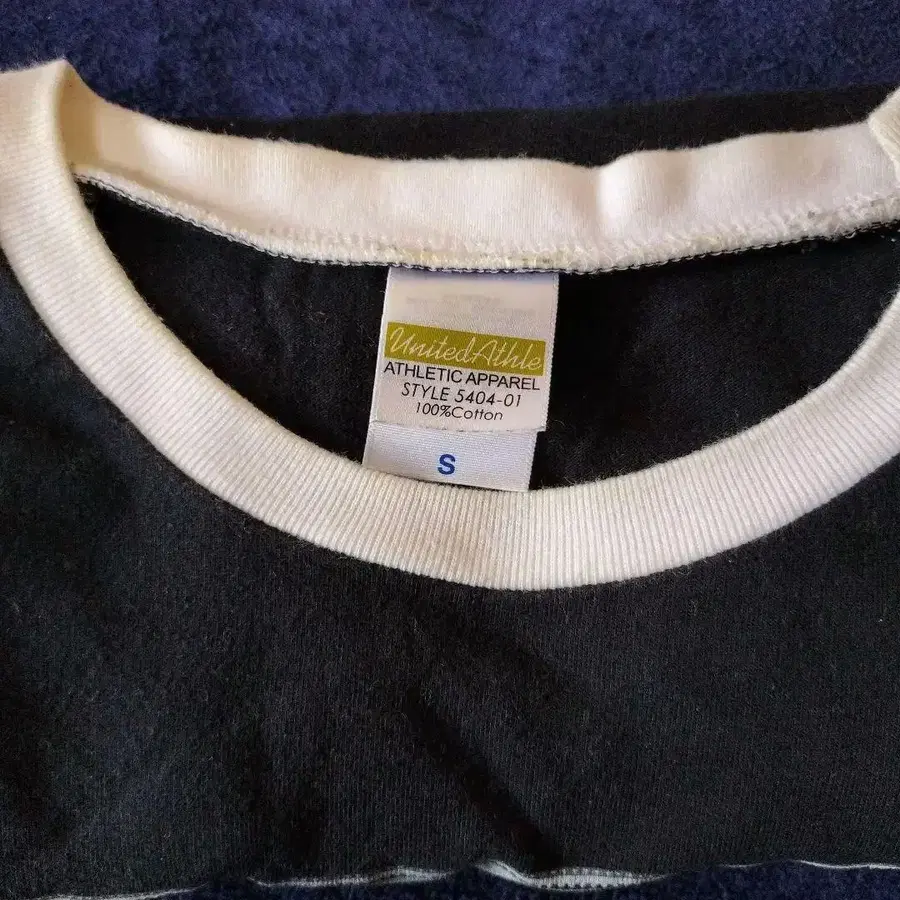 UnitedAthle
ATHLETIC APPAREL
STYLE 5404-01
100%Cotton
S